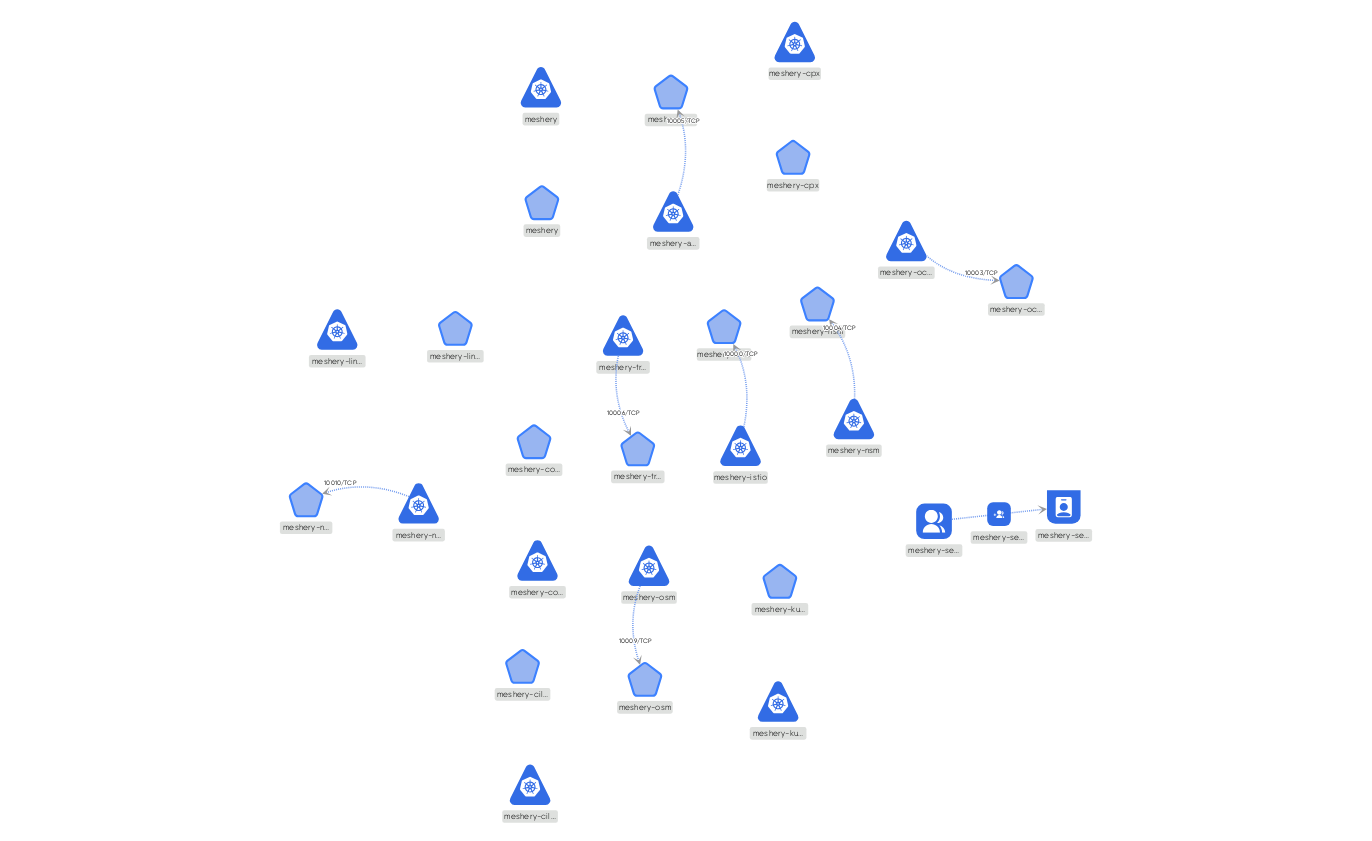 meshery-cpx
meshery
10005/TCP
meshery-cpx
meshery
meshery-a...
meshery-oc...
10003/TCP
meshery-oc...
meshery-nsm
10004/TCP
meshery-lin...
meshery-lin...
10000/TCP
meshery-tr...
10006/TCP
meshery-nsm
meshery-co...
meshery-tr...
meshery-istio
10010/TCP
meshery-n...
meshery-n...
meshery-se...
meshery-se...
meshery-se...
meshery-co...
meshery-osm
meshery-ku...
10009/TCP
meshery-cil...
meshery-osm
meshery-ku...
meshery-cil...